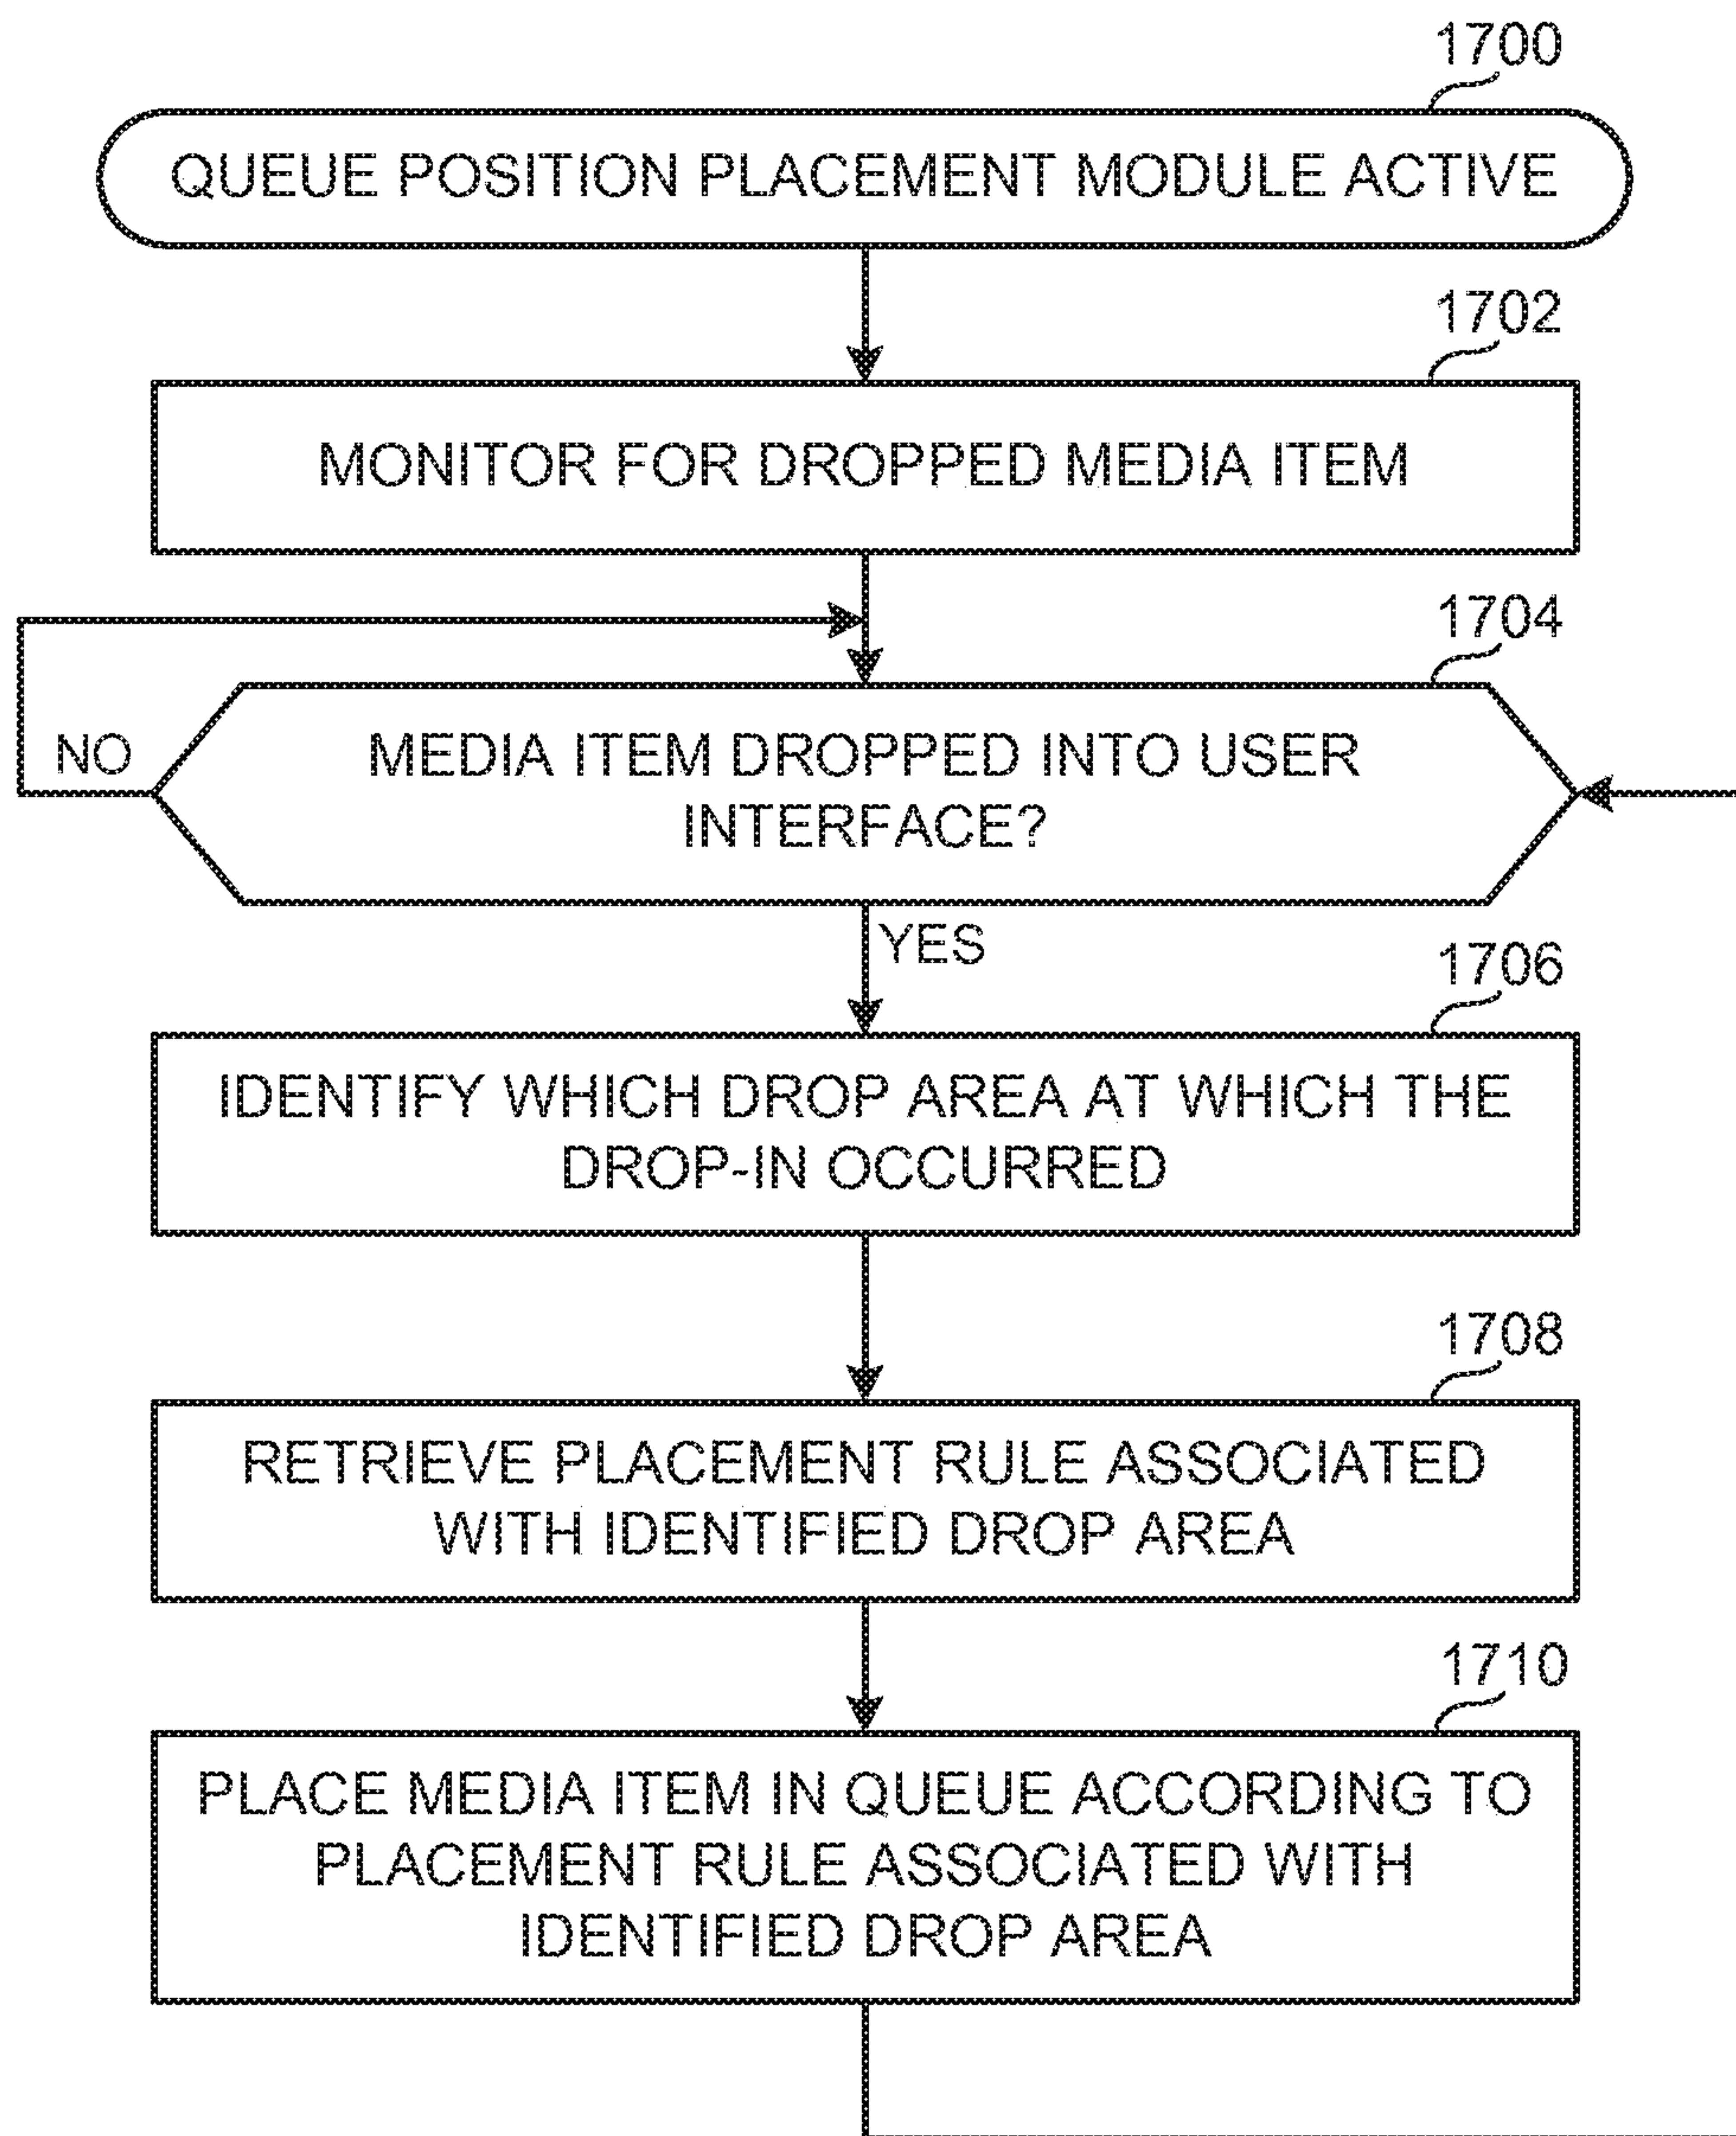 1700
QUEUE POSITION PLACEMENT MODULE ACTIVE
1702
MONITOR FOR DROPPED MEDIA ITEM
1704
NO
MEDIA ITEM DROPPED INTO USER
INTERFACE?
YES
1706
IDENTIFY WHICH DROP AREA AT WHICH THE
DROP-IN OCCURRED
1708
RETRIEVE PLACEMENT RULE ASSOCIATED
WITH IDENTIFIED DROP AREA
1710
PLACE MEDIA ITEM IN QUEUE ACCORDING TO
PLACEMENT RULE ASSOCIATED WITH
IDENTIFIED DROP AREA